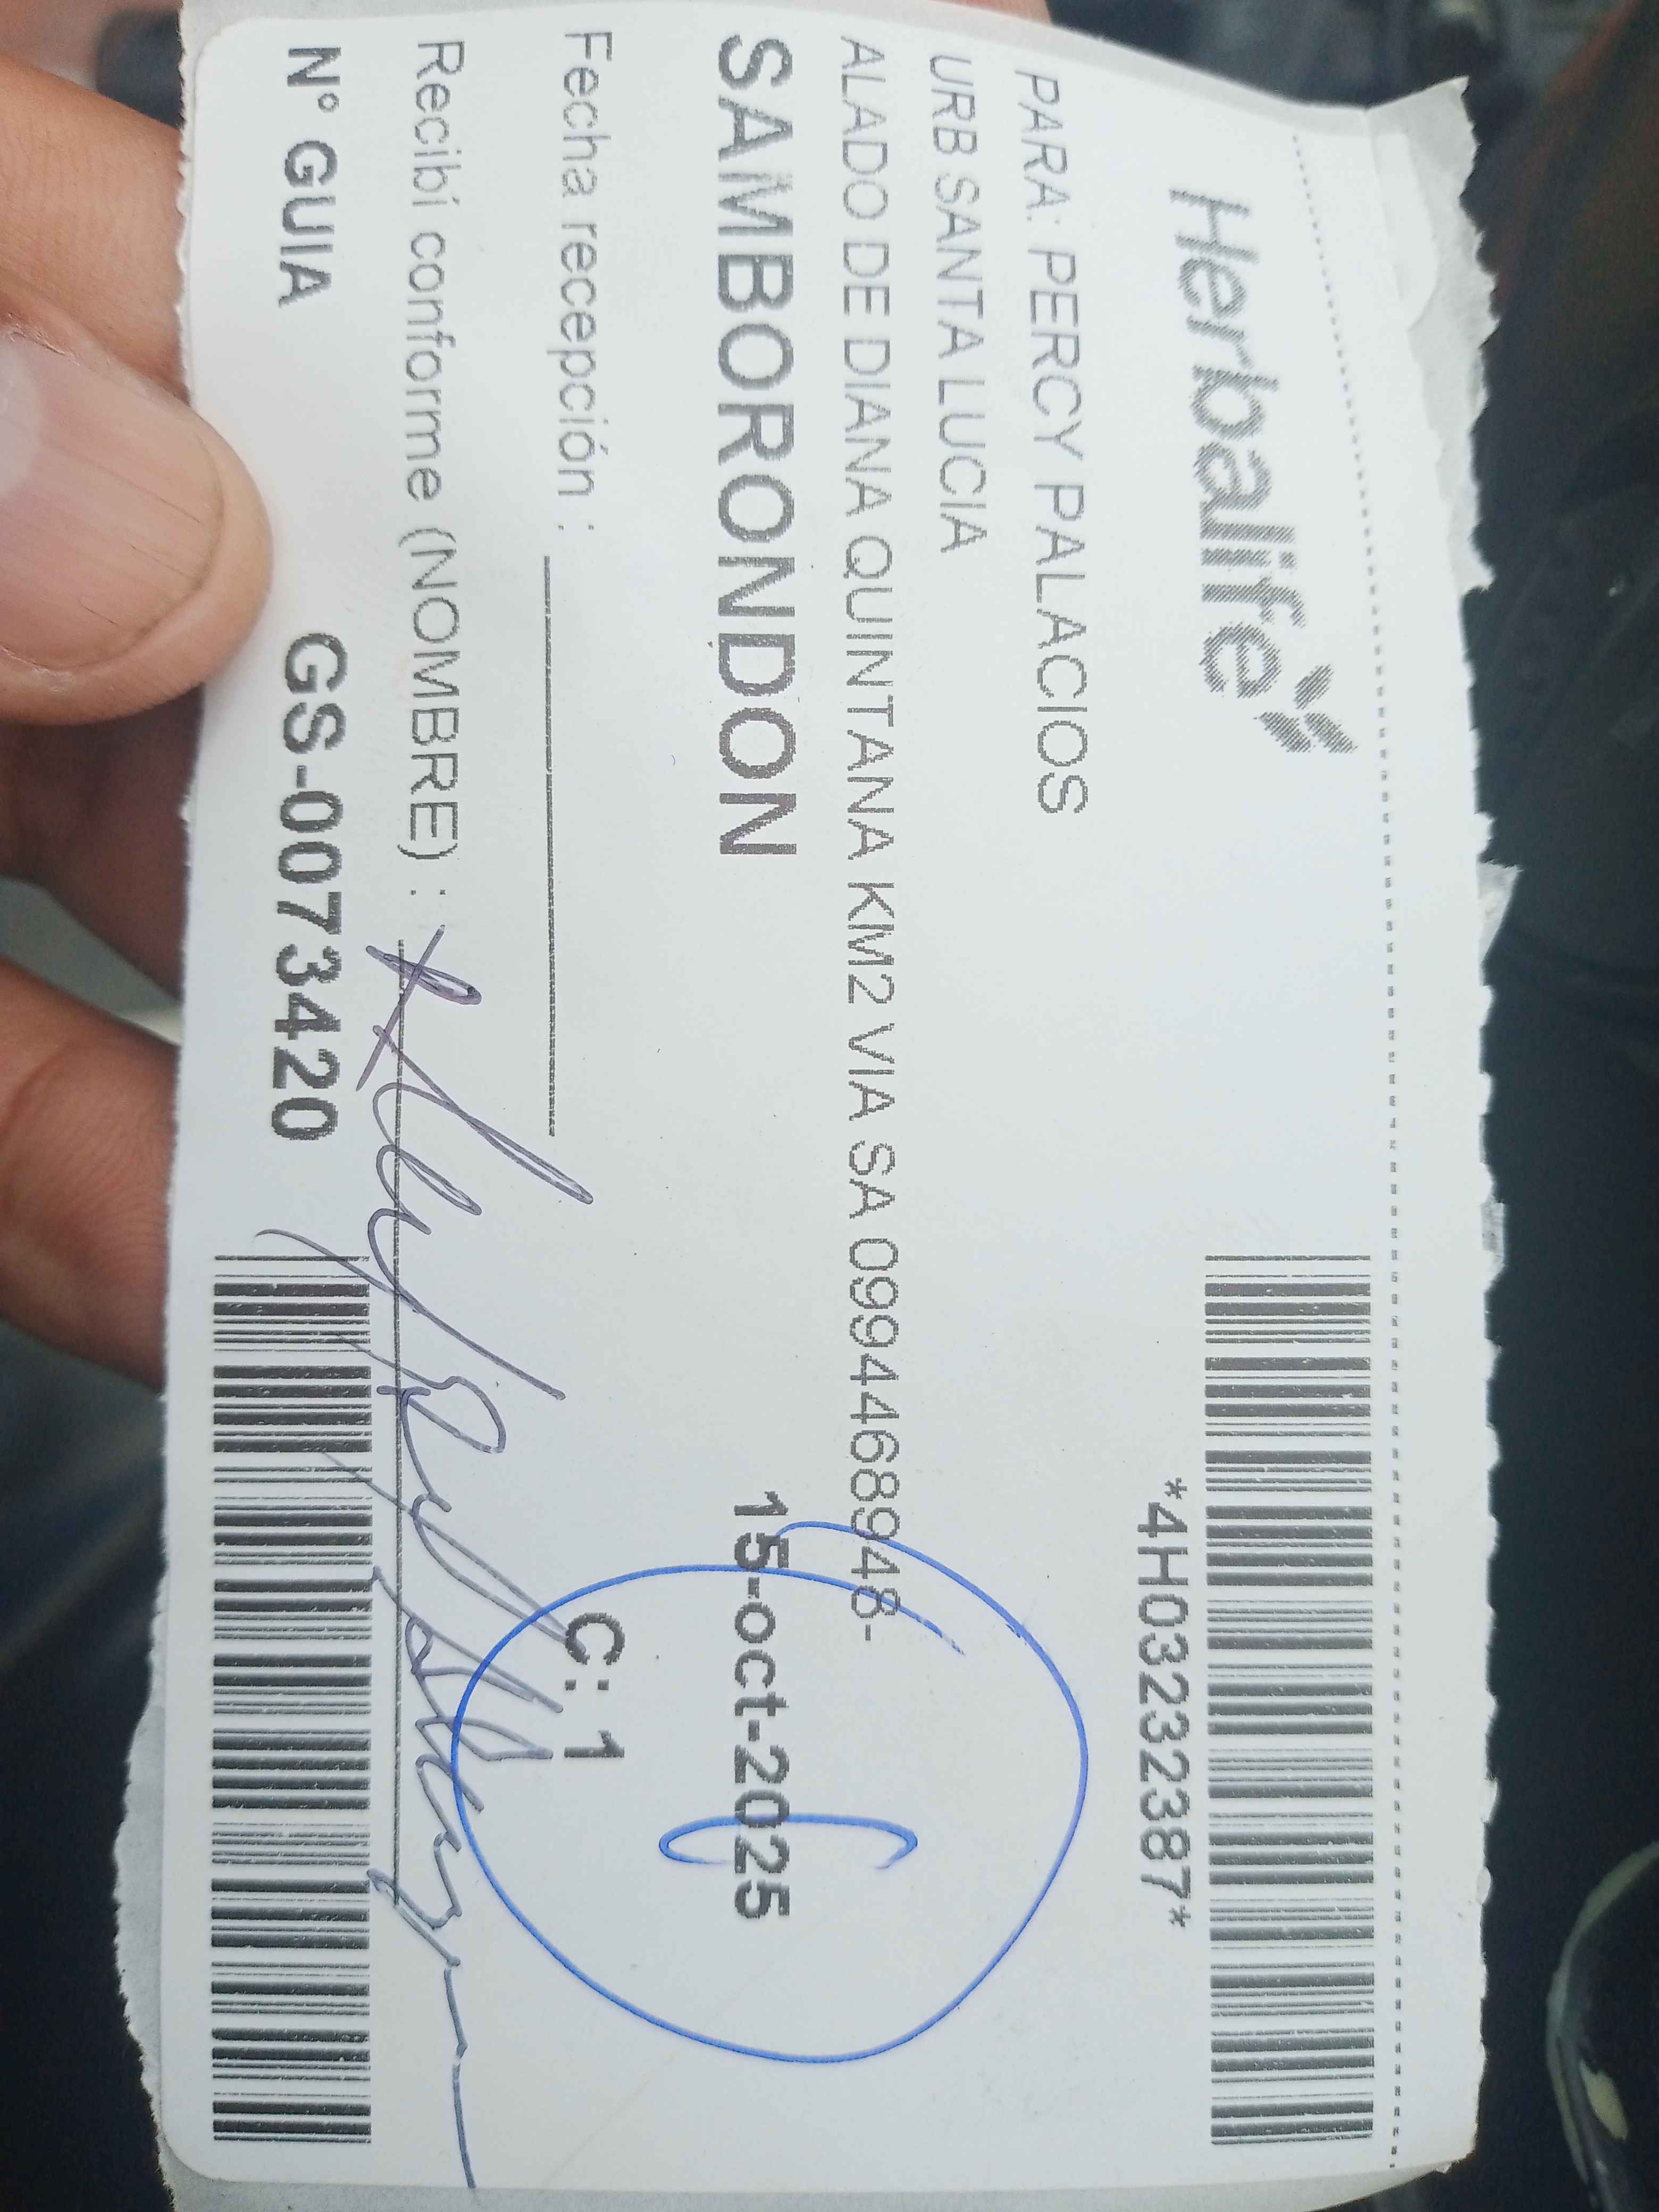 Herbalife
*4H03232387*
PARA: PERCY PALACIOS
URB SANTA LUCIA
ALADO DE DIANA QUINTANA KM2 VIA SA 0994468948-
SAMBORONDON 15-oct-2025
Fecha recepción : C: 1
Recibí conforme (NOMBRE) :
N° GUIA GS-0073420